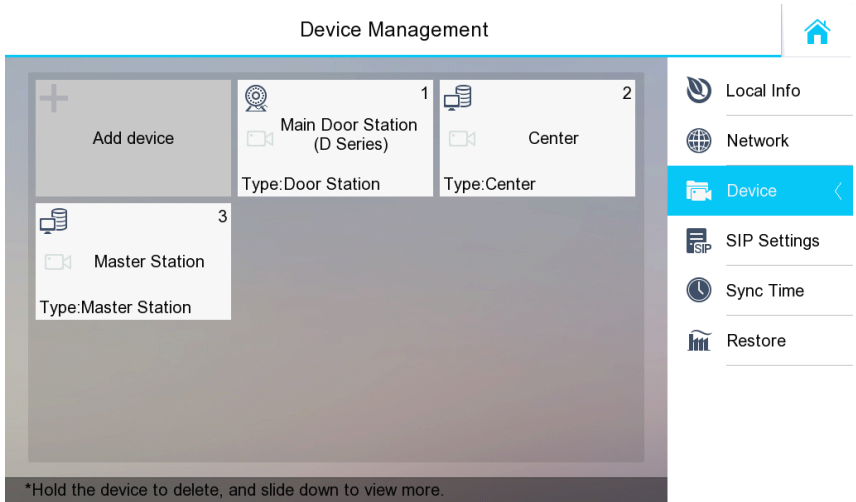 Device Management
Add device
1
Main Door Station
(D Series)
Type:Door Station
2
Center
Type:Center
3
Master Station
Type:Master Station
*Hold the device to delete, and slide down to view more.
Local Info
Network
Device
SIP
SIP Settings
Sync Time
Restore